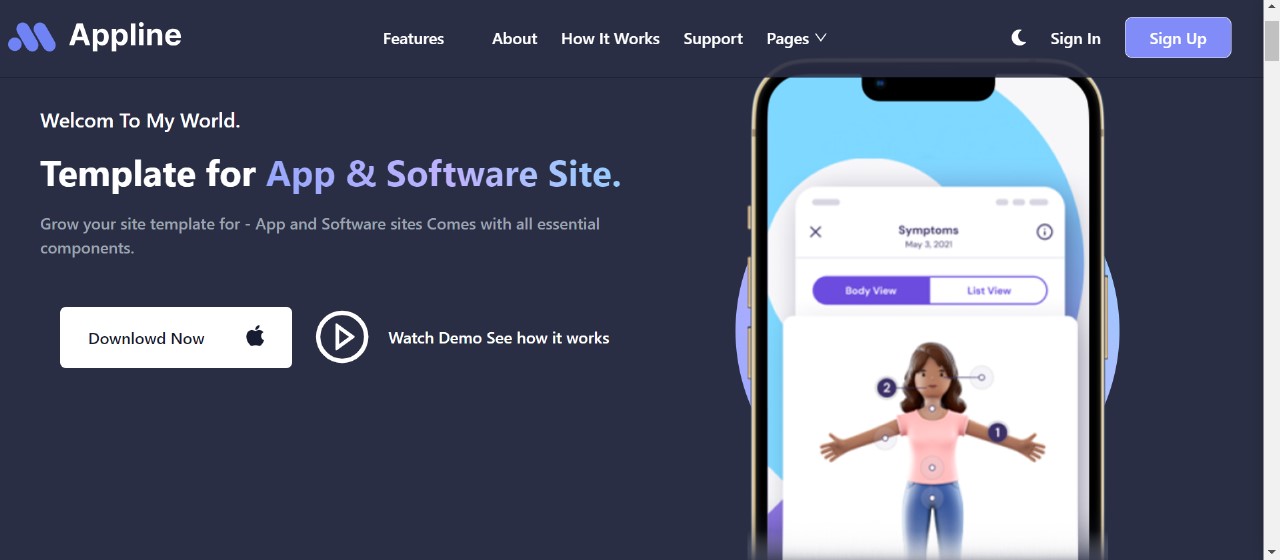 Appline
Features About How It Works Support Pages Sign In Sign Up
Welcom To My World.
Template for App & Software Site.
Grow your site template for - App and Software sites Comes with all essential
components.
Downlowd Now
Watch Demo See how it works
Symptoms
May 3, 2021
Body View List View
2
1